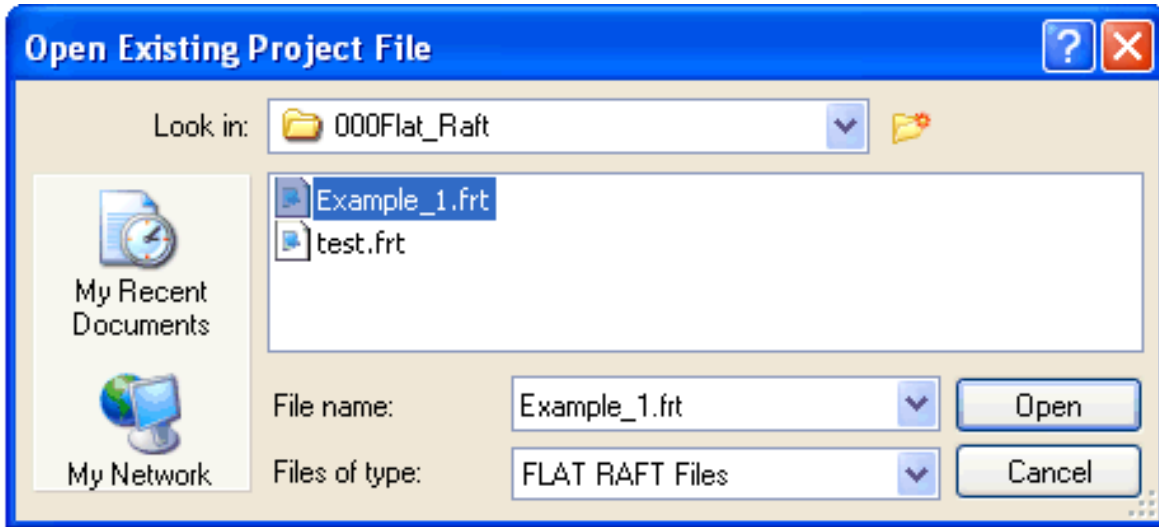 Open Existing Project File
Look in: 000Flat_Raft
Example_1.frt
test.frt
My Recent
Documents
My Network
File name: Example_1.frt Open
Files of type: FLAT RAFT Files Cancel